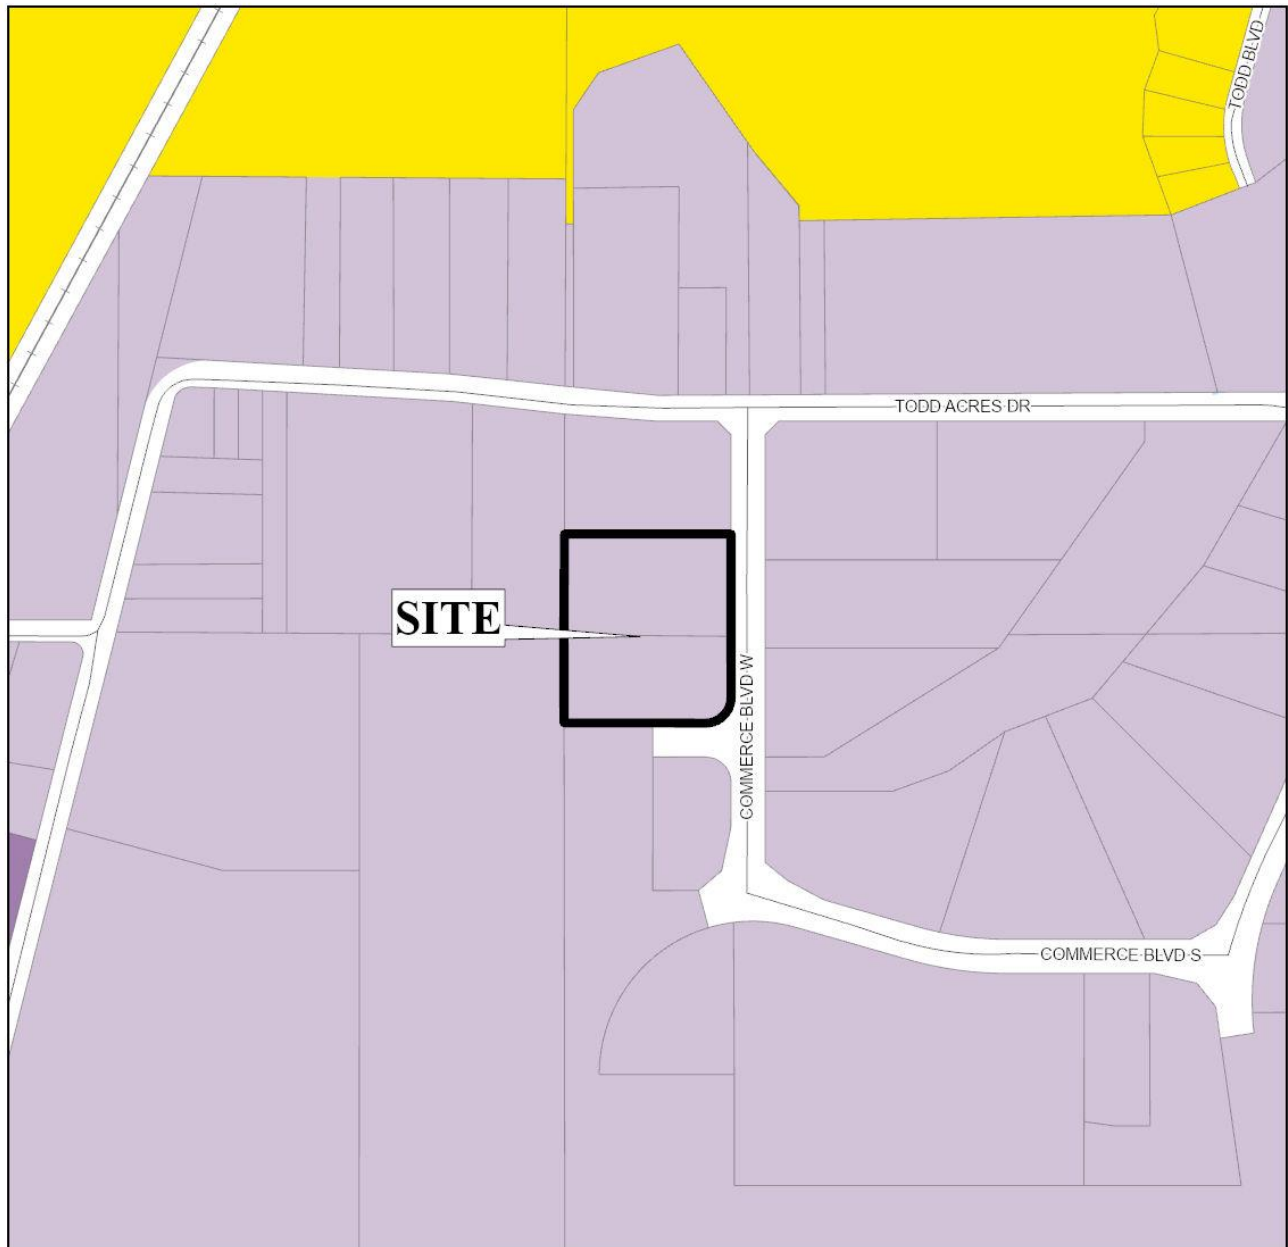 TODD BLVD
TODD ACRES DR
SITE
COMMERCE BLVD W
COMMERCE BLVD S